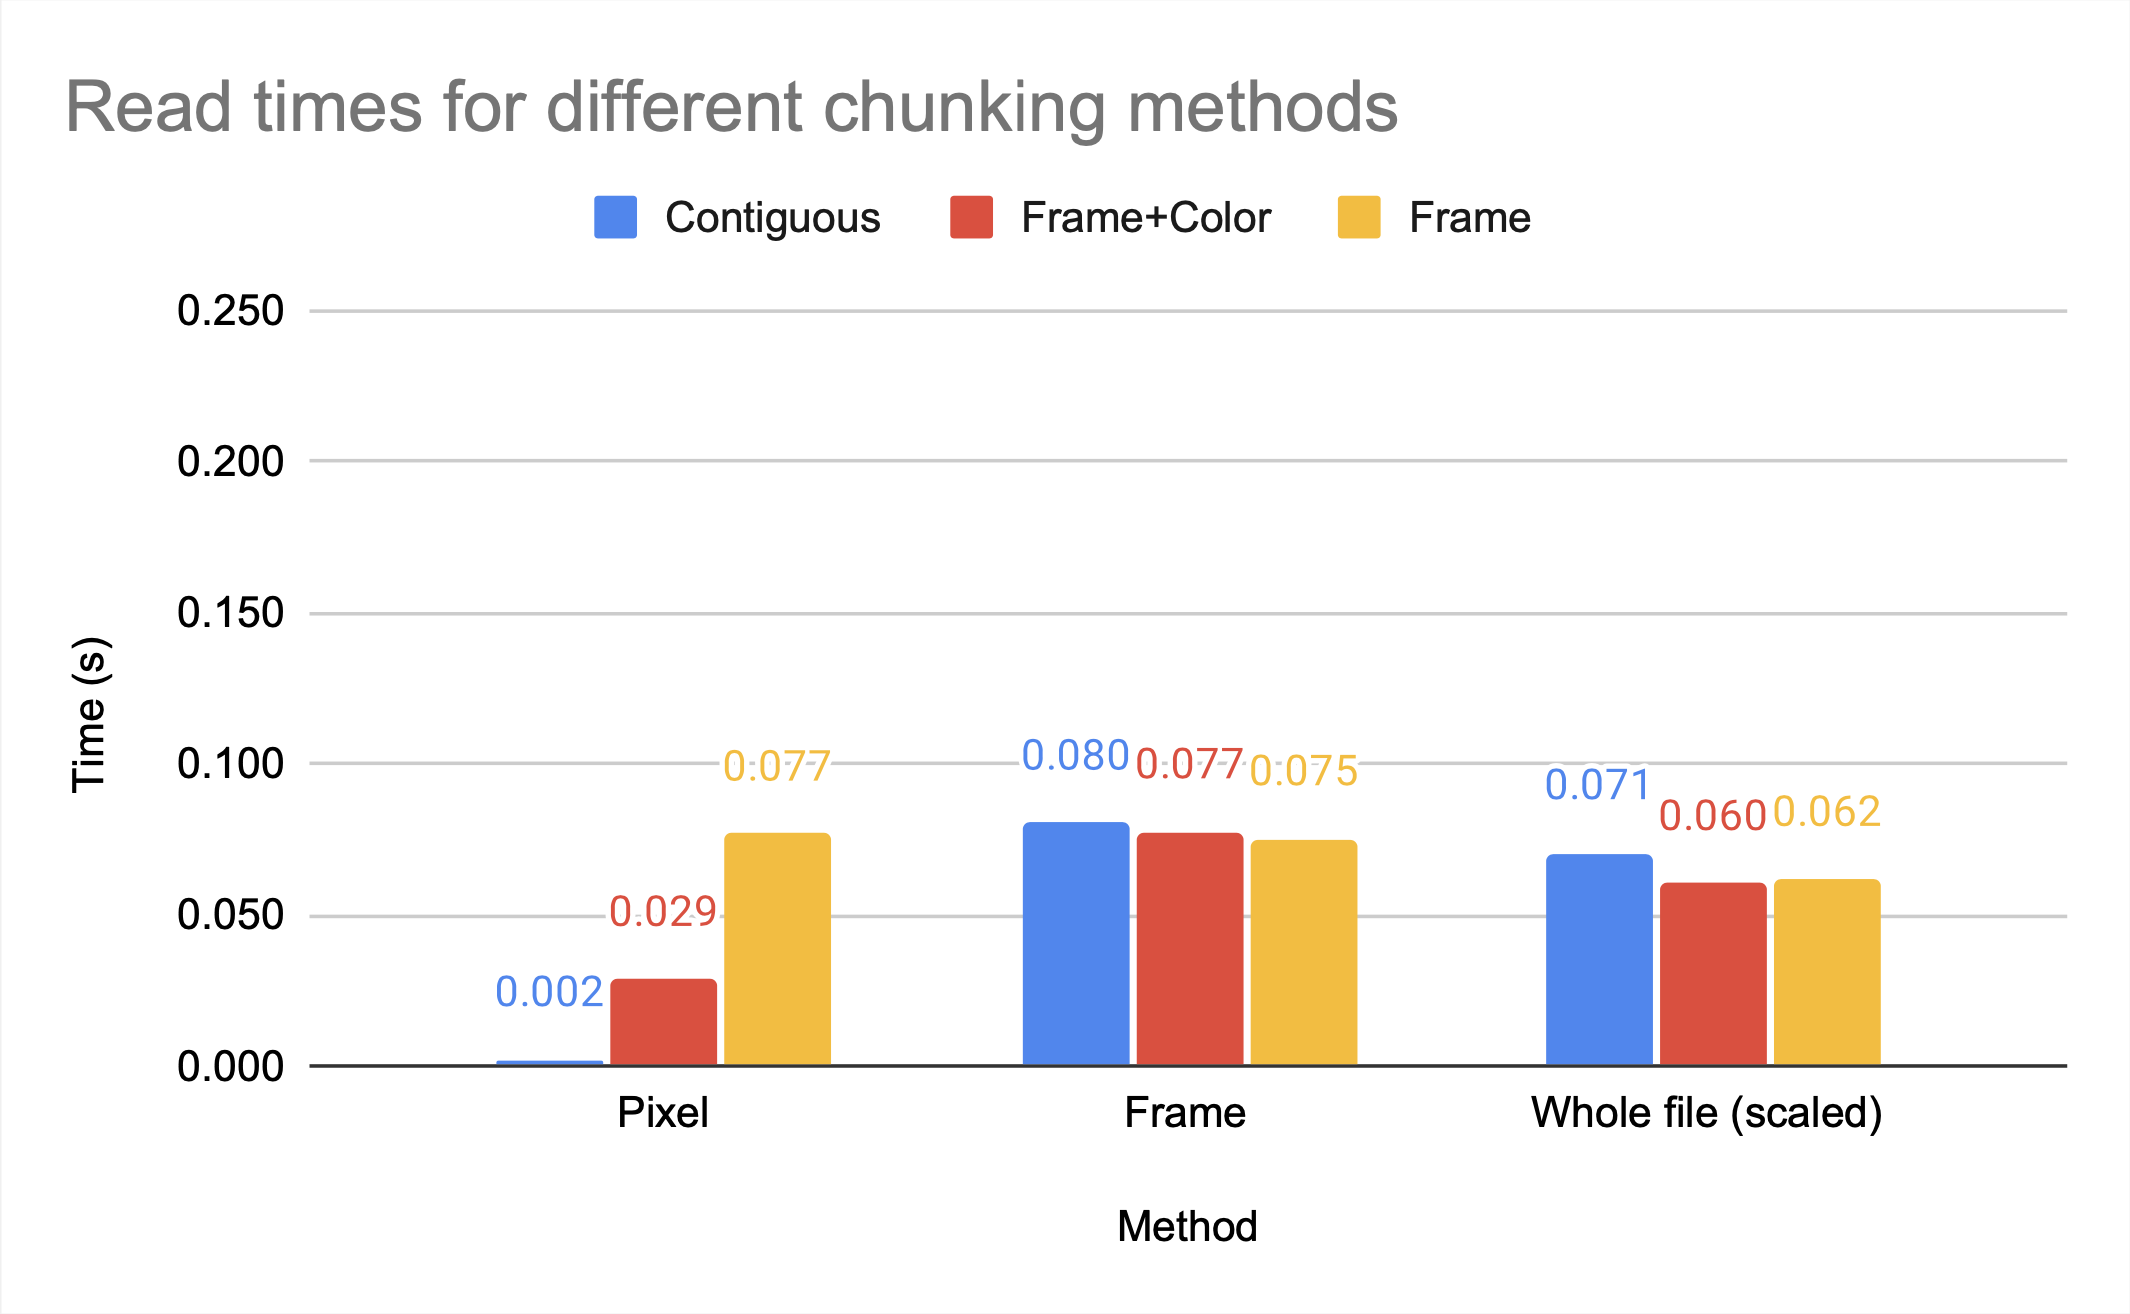 Read times for different chunking methods
Contiguous Frame+Color Frame
0.250
0.200
0.150
0.100
0.050
0.000
Time (s)
0.002 0.029 0.077
0.080 0.077 0.075
0.071 0.060 0.062
Pixel Frame Whole file (scaled)
Method